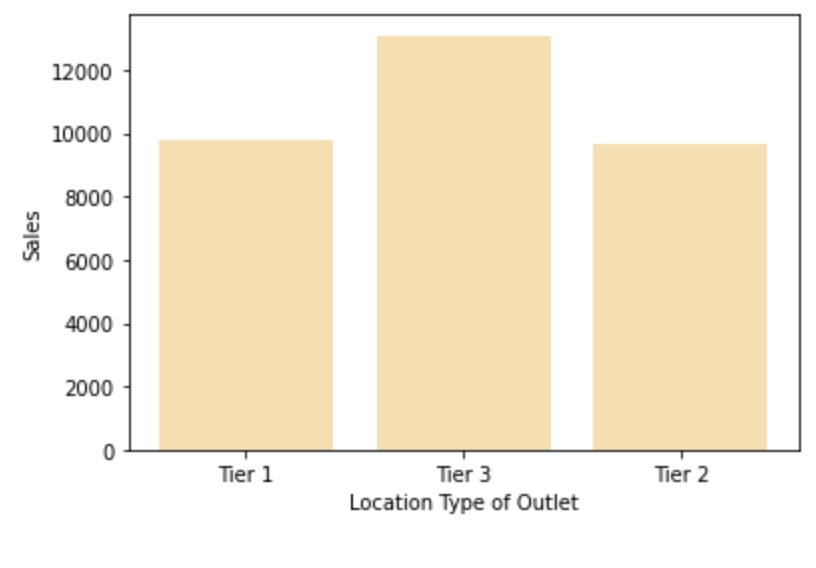 12000
10000
8000
6000
4000
2000
0
Sales
Tier 1 Tier 3 Tier 2
Location Type of Outlet